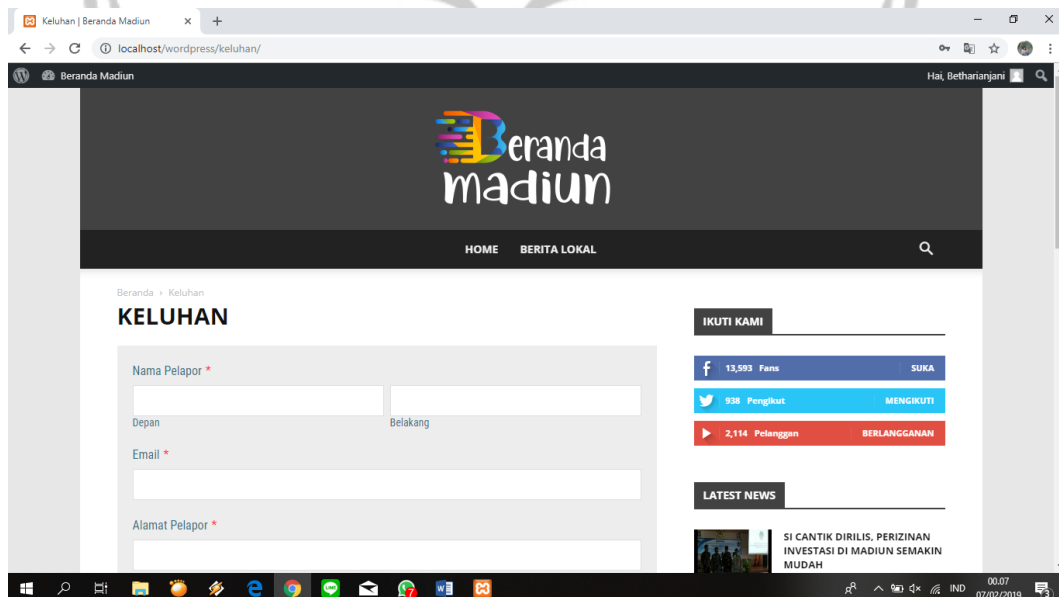 Keluhan | Beranda Madiun
localhost/wordpress/keluhan/
Beranda Madiun
Hai, Betharianjani
Beranda
madiun
HOME BERITA LOKAL
Beranda › Keluhan
KELUHAN
Nama Pelapor *
Depan Belakang
Email *
Alamat Pelapor *
IKUTI KAMI
13,593 Fans SUKA
938 Pengikut MENGIKUTI
2,114 Pelanggan BERLANGGANAN
LATEST NEWS
SI CANTIK DIRILIS, PERIZINAN
INVESTASI DI MADIUN SEMAKIN
MUDAH
IND
00.07
07/02/2019